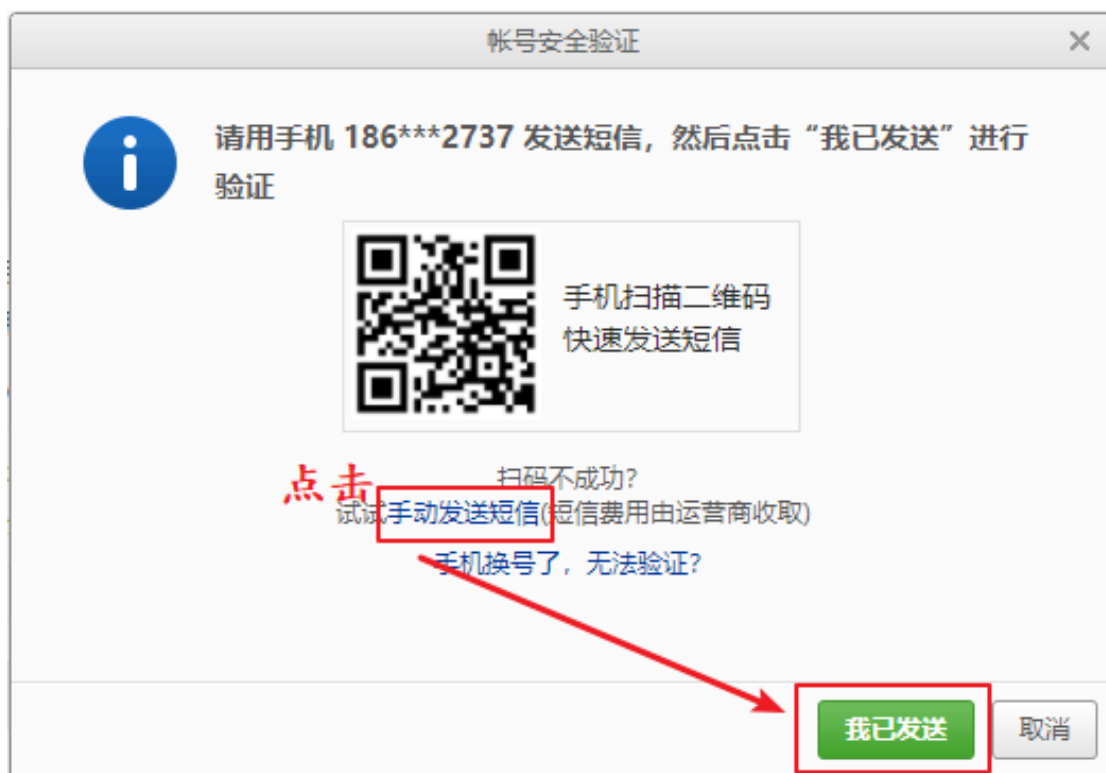 帐号安全验证
请用手机 186***2737 发送短信，然后点击“我已发送”进行
验证
手机扫描二维码
快速发送短信
点击
扫码不成功？
试试手动发送短信(短信费用由运营商收取)
手机换号了，无法验证？
我已发送 取消